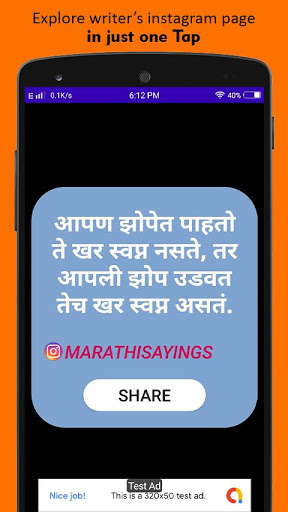 Explore writer's instagram page
in just one Tap
E 0.1K/s 6:12 PM 40%
आपण झोपेत पाहतो
ते खर स्वप्न नसते, तर
आपली झोप उडवत
तेच खर स्वप्न असतं.
MARATHISAYINGS
SHARE
Test Ad
Nice job! This is a 320x50 test ad.